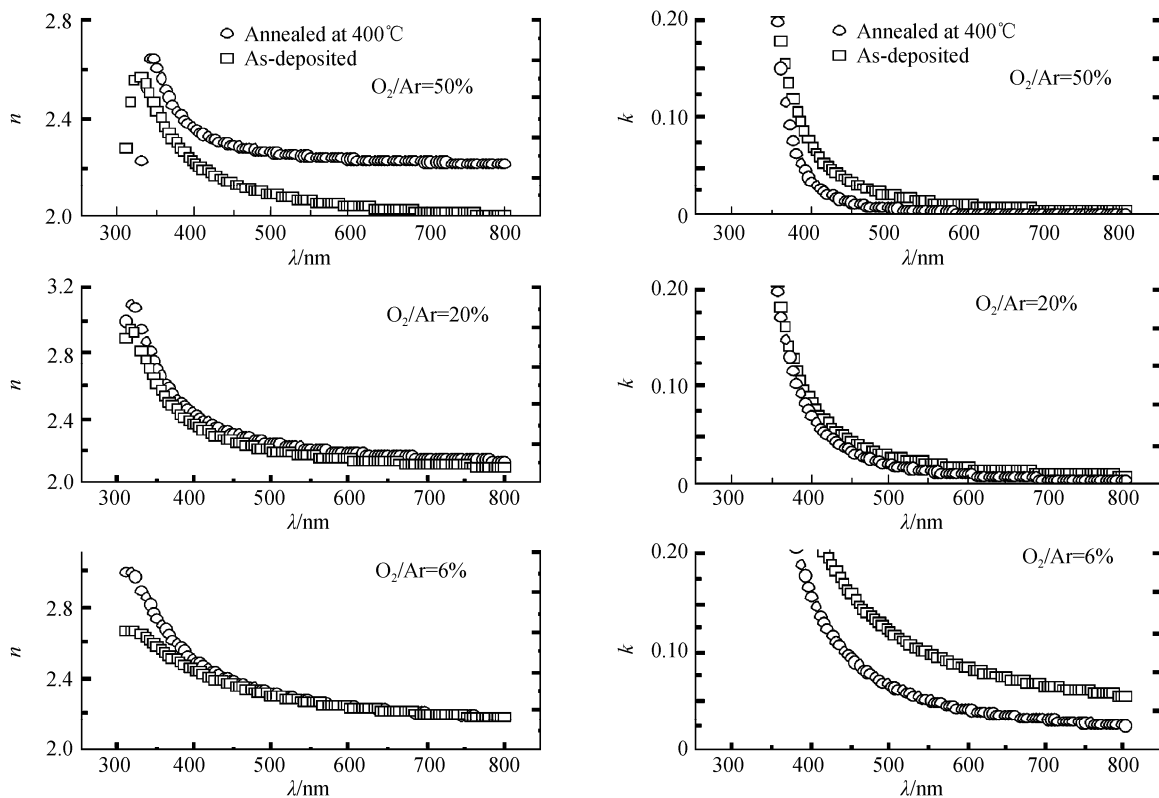 2.8
Annealed at 400℃
As-deposited
O2/Ar=50%
n
2.4
2.0
300 400 500 600 700 800
λ/nm
0.20
Annealed at 400℃
As-deposited
O2/Ar=50%
k
0.10
0
300 400 500 600 700 800
λ/nm
3.2
O2/Ar=20%
n
2.8
2.4
2.0
300 400 500 600 700 800
λ/nm
0.20
O2/Ar=20%
k
0.10
0
300 400 500 600 700 800
λ/nm
O2/Ar=6%
2.8
n
2.4
2.0
300 400 500 600 700 800
λ/nm
0.20
O2/Ar=6%
k
0.10
0
300 400 500 600 700 800
λ/nm